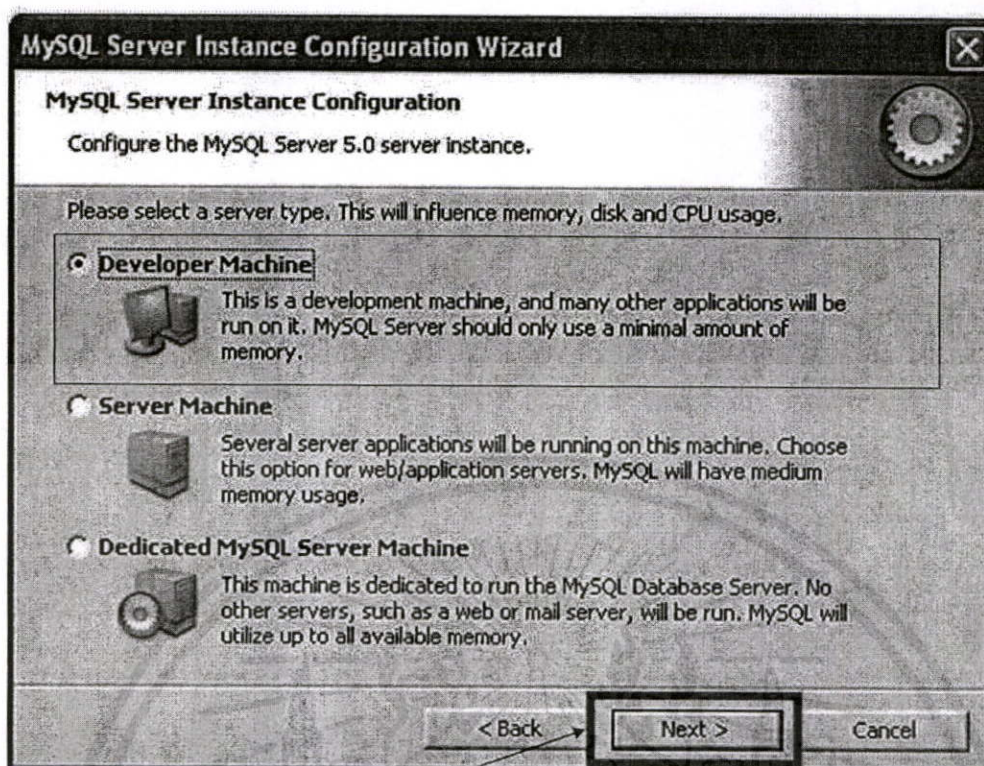 MySQL Server Instance Configuration Wizard
MySQL Server Instance Configuration
Configure the MySQL Server 5.0 server instance.
Please select a server type. This will influence memory, disk and CPU usage.
Developer Machine
This is a development machine, and many other applications will be
run on it. MySQL Server should only use a minimal amount of
memory.
Server Machine
Several server applications will be running on this machine. Choose
this option for web/application servers. MySQL will have medium
memory usage.
Dedicated MySQL Server Machine
This machine is dedicated to run the MySQL Database Server. No
other servers, such as a web or mail server, will be run. MySQL will
utilize up to all available memory.
< Back
Next >
Cancel